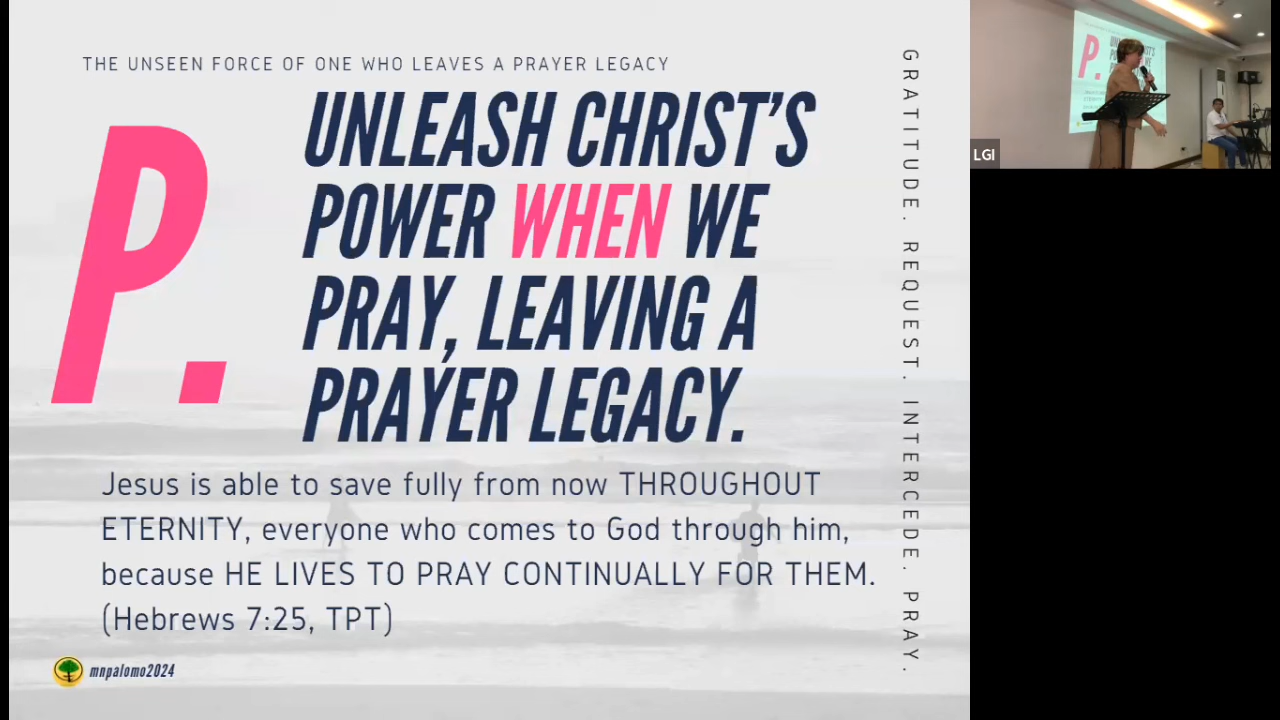 THE UNSEEN FORCE OF ONE WHO LEAVES A PRAYER LEGACY
P.
UNLEASH CHRIST'S
POWER WHEN WE
PRAY, LEAVING A
PRAYER LEGACY.
Jesus is able to save fully from now THROUGHOUT
ETERNITY, everyone who comes to God through him,
because HE LIVES TO PRAY CONTINUALLY FOR THEM.
(Hebrews 7:25, TPT)
mnpalomo2024
GRATITUDE. REQUEST. INTERCEDE. PRAY.
P.
LGI